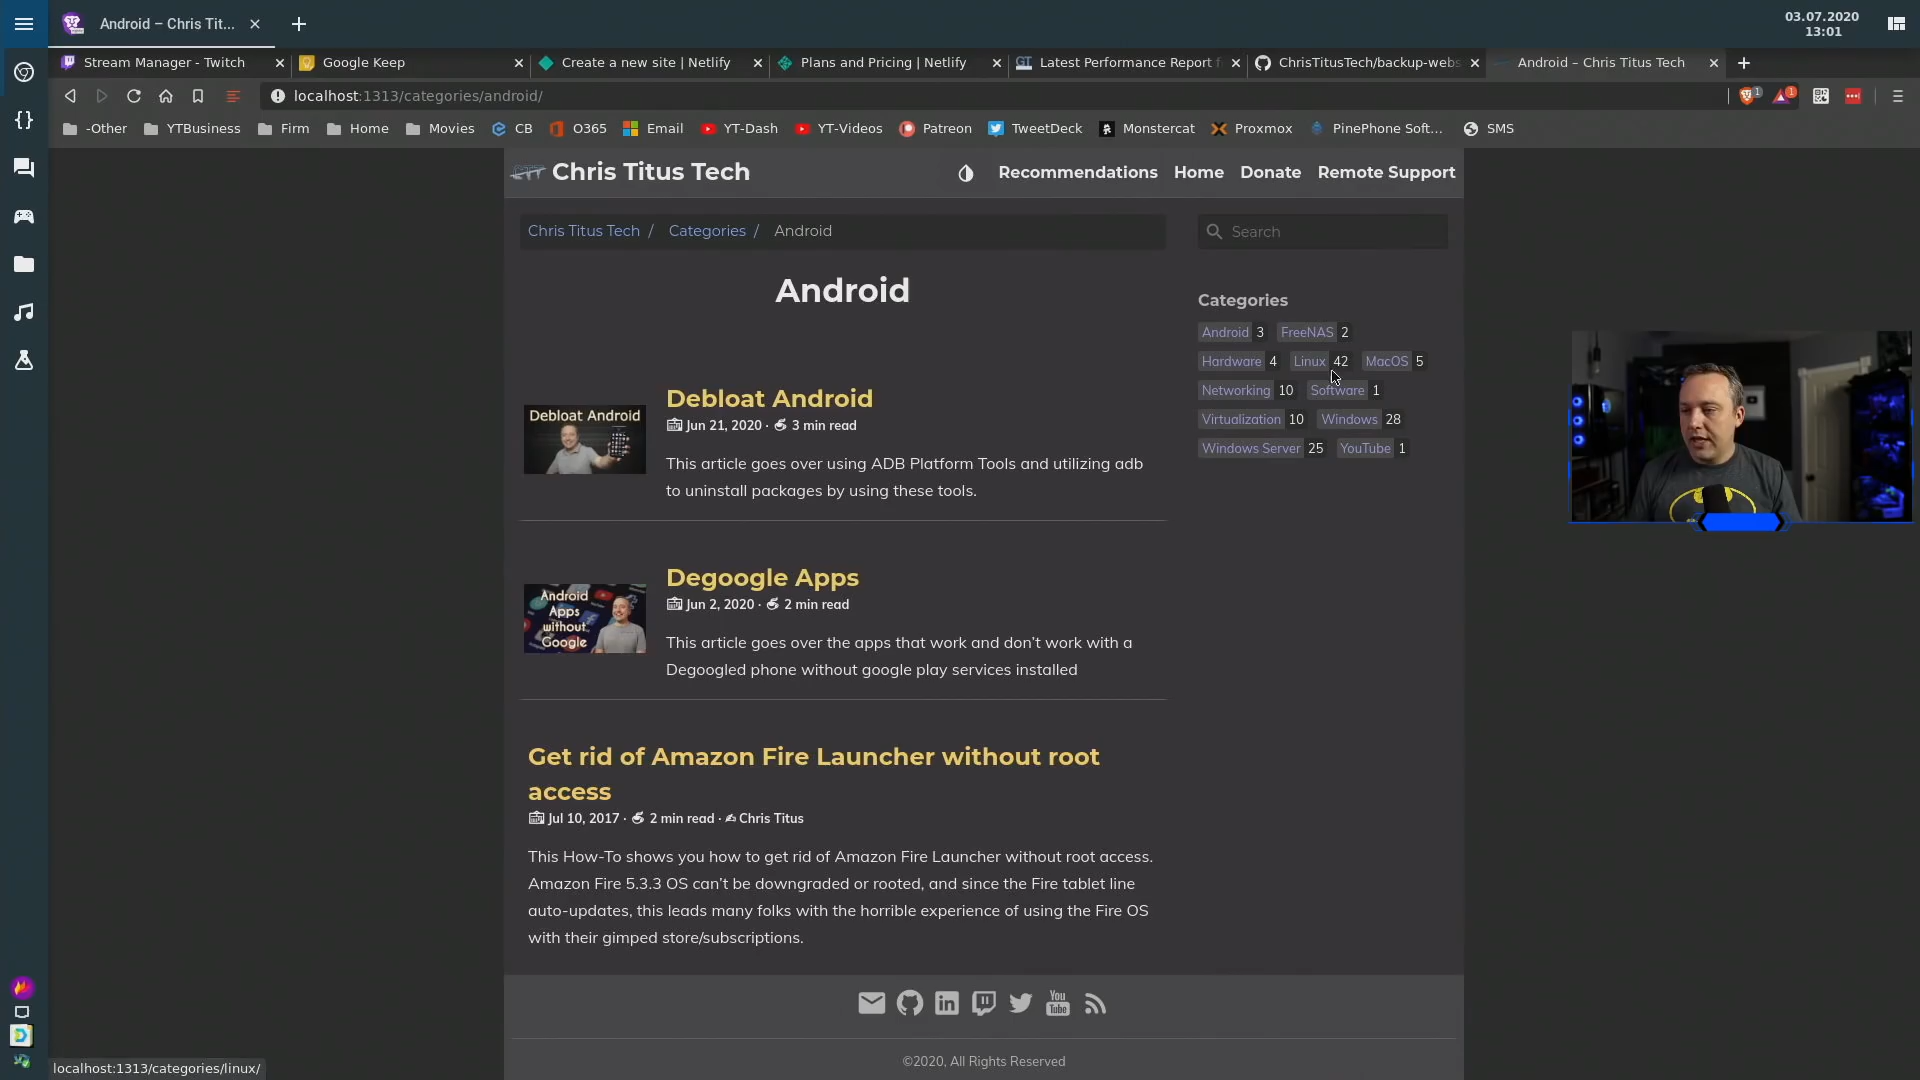 Android – Chris Tit...
03.07.2020
13:01
Stream Manager - Twitch
Google Keep
Create a new site | Netlify
Plans and Pricing | Netlify
Latest Performance Report f
ChrisTitusTech/backup-webs
Android – Chris Titus Tech
localhost:1313/categories/android/
1
1
-Other
YTBusiness
Firm
Home
Movies
CB
O365
Email
YT-Dash
YT-Videos
Patreon
TweetDeck
Monstercat
Proxmox
PinePhone Soft...
SMS
CTT
Chris Titus Tech
Recommendations
Home
Donate
Remote Support
Chris Titus Tech / Categories / Android
Search
Android
Categories
Android 3 FreeNAS 2
Hardware 4 Linux 42 MacOS 5
Networking 10 Software 1
Virtualization 10 Windows 28
Windows Server 25 YouTube 1
Debloat Android
Debloat Android
Jun 21, 2020 · 3 min read
This article goes over using ADB Platform Tools and utilizing adb
to uninstall packages by using these tools.
Android
Apps
without
Google
Degoogle Apps
Jun 2, 2020 · 2 min read
This article goes over the apps that work and don’t work with a
Degoogled phone without google play services installed
Get rid of Amazon Fire Launcher without root
access
Jul 10, 2017 · 2 min read · Chris Titus
This How-To shows you how to get rid of Amazon Fire Launcher without root access.
Amazon Fire 5.3.3 OS can’t be downgraded or rooted, and since the Fire tablet line
auto-updates, this leads many folks with the horrible experience of using the Fire OS
with their gimped store/subscriptions.
You
Tube
©2020, All Rights Reserved
localhost:1313/categories/linux/